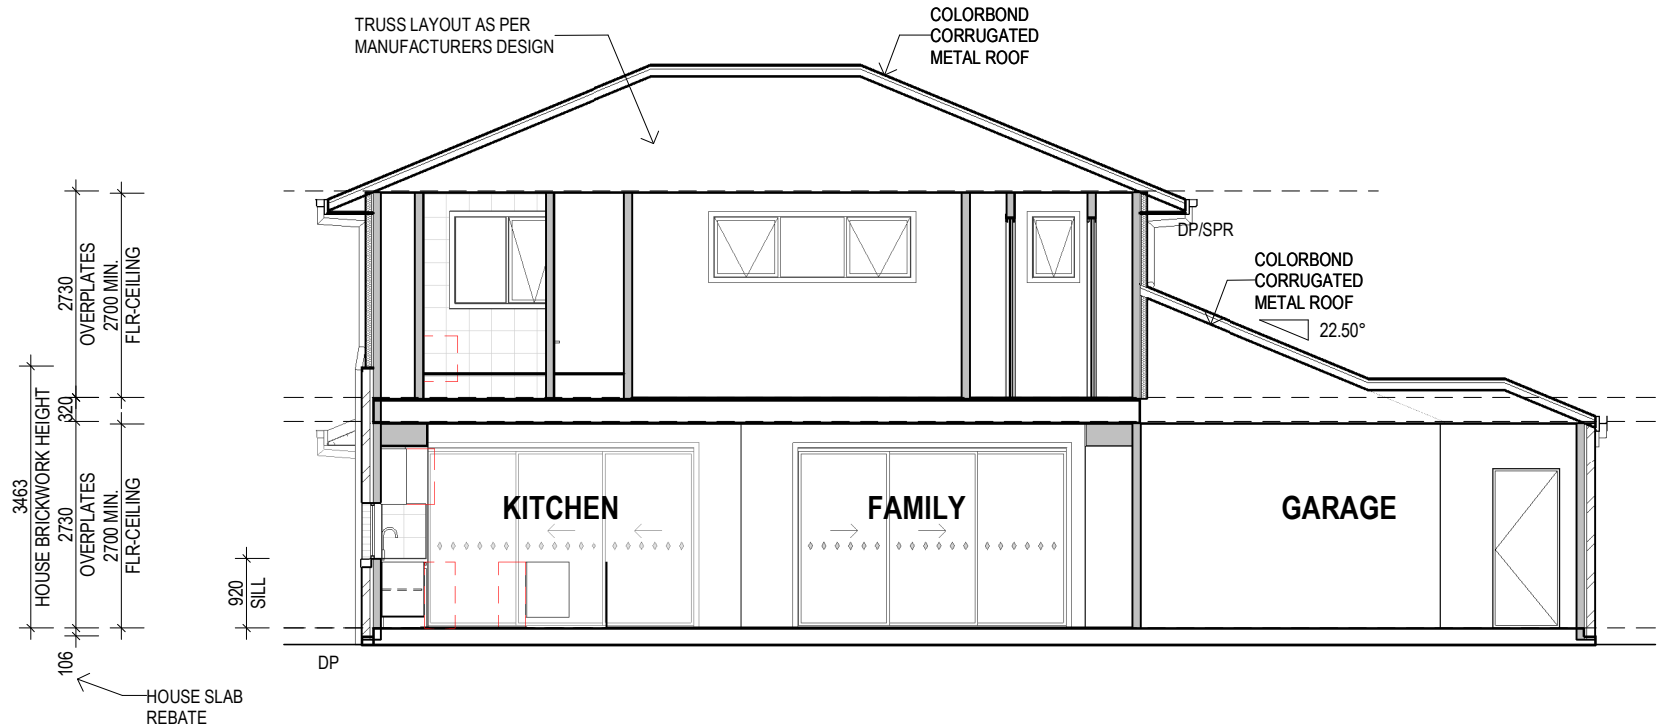 TRUSS LAYOUT AS PER
MANUFACTURERS DESIGN
COLORBOND
CORRUGATED
METAL ROOF
DP/SPR
COLORBOND
CORRUGATED
METAL ROOF
22.50°
2730
OVERPLATES
2700 MIN.
FLR-CEILING
320
3463
HOUSE BRICKWORK HEIGHT
2730
OVERPLATES
2700 MIN.
FLR-CEILING
920
SILL
KITCHEN
FAMILY
GARAGE
106
DP
HOUSE SLAB
REBATE